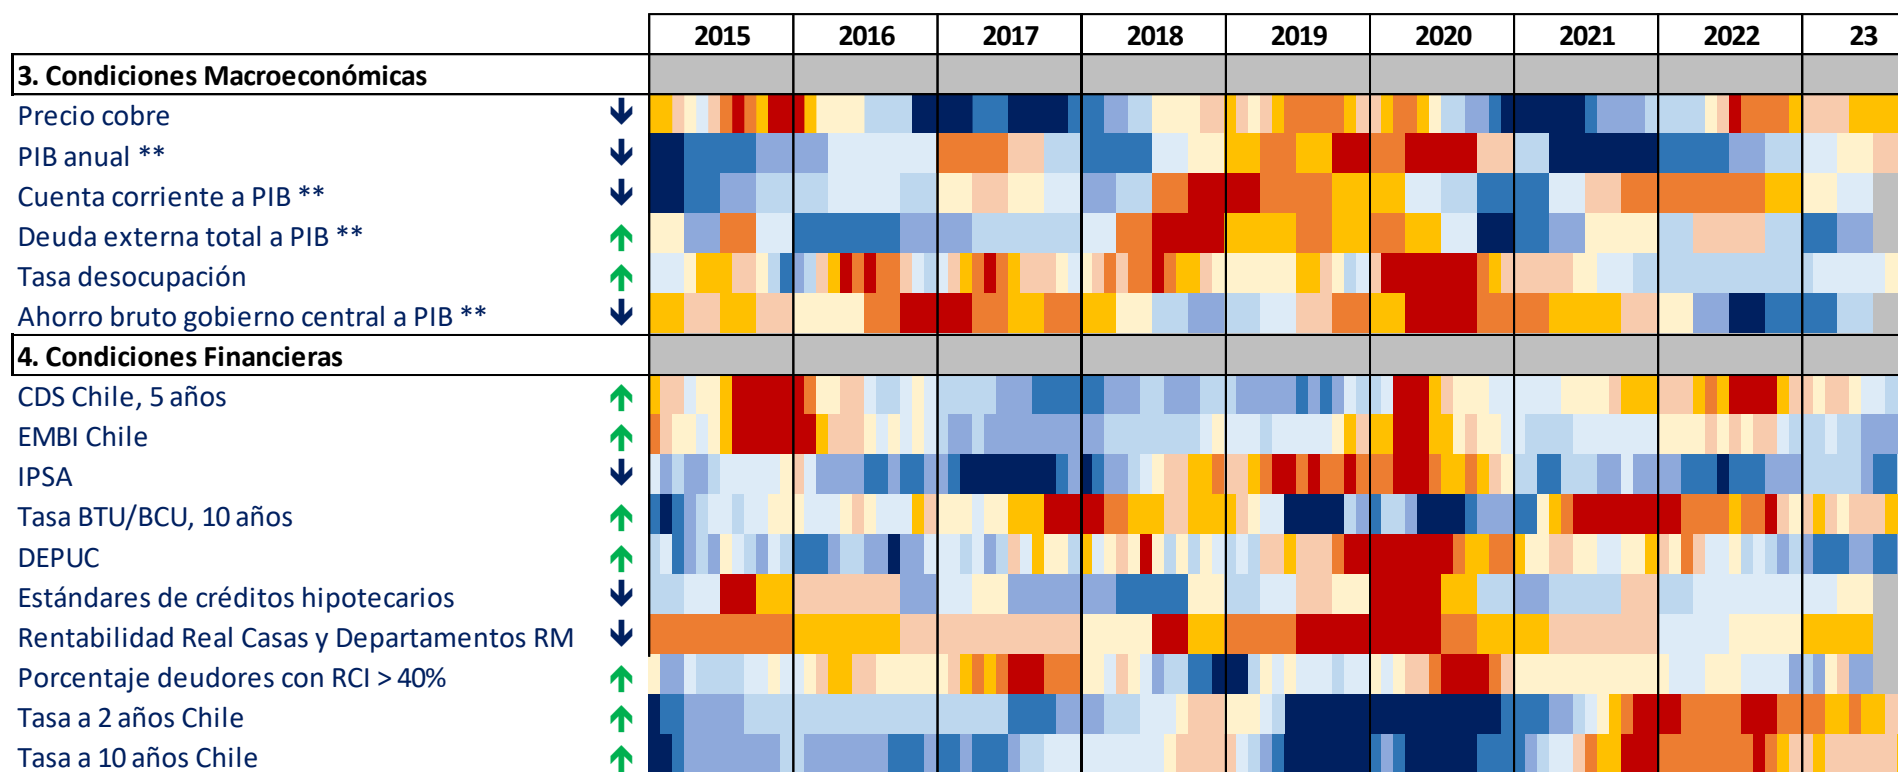 2015 2016 2017 2018 2019 2020 2021 2022 23
3. Condiciones Macroeconómicas
Precio cobre
PIB anual **
Cuenta corriente a PIB **
Deuda externa total a PIB **
Tasa desocupación
Ahorro bruto gobierno central a PIB **
4. Condiciones Financieras
CDS Chile, 5 años
EMBI Chile
IPSA
Tasa BTU/BCU, 10 años
DEPUC
Estándares de créditos hipotecarios
Rentabilidad Real Casas y Departamentos RM
Porcentaje deudores con RCI > 40%
Tasa a 2 años Chile
Tasa a 10 años Chile